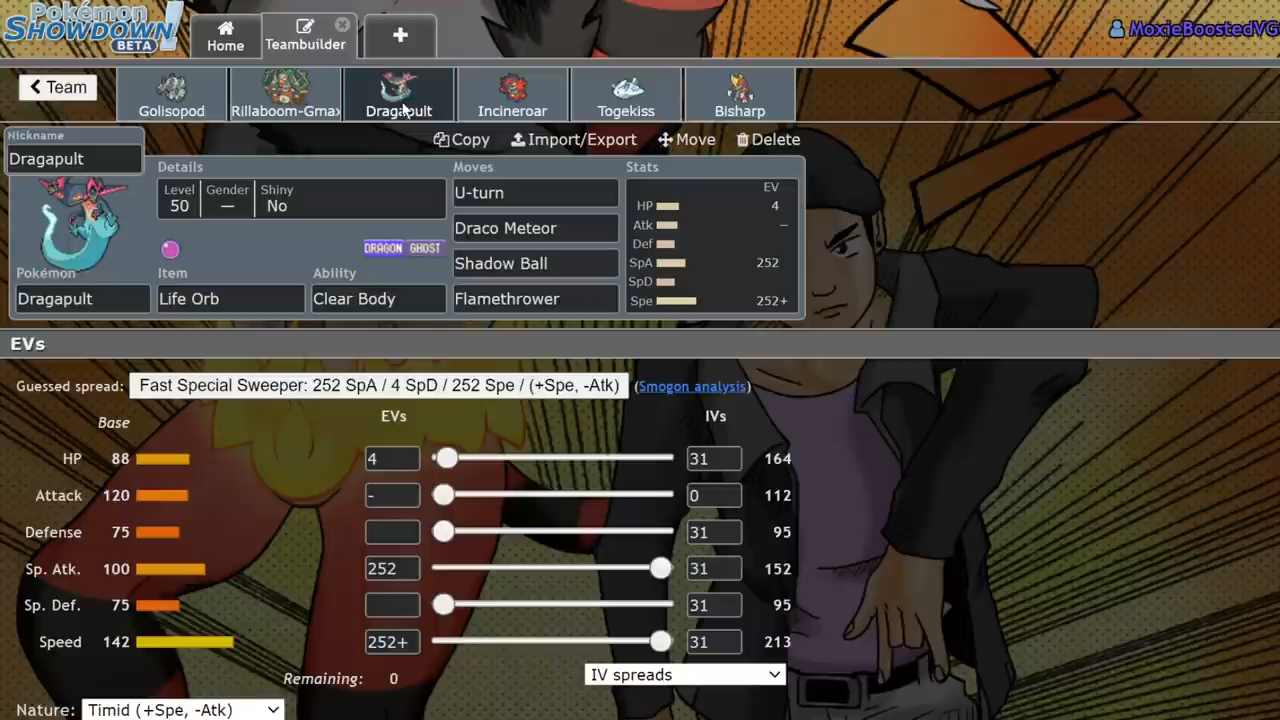 Pokémon
SHOWDOWN!
BETA
Home
Teambuilder
MoxieBoostedVG
Team
Golisopod
Rillaboom-Gmax
Dragapult
Incineroar
Togekiss
Bisharp
Copy
Import/Export
Move
Delete
Nickname
Dragapult
Details
Level
50
Gender
—
Shiny
No
DRAGON GHOST
Pokémon
Dragapult
Item
Life Orb
Ability
Clear Body
Moves
U-turn
Draco Meteor
Shadow Ball
Flamethrower
Stats
EV
HP 4
Atk –
Def
SpA 252
SpD
Spe 252+
EVs
Guessed spread: Fast Special Sweeper: 252 SpA / 4 SpD / 252 Spe / (+Spe, -Atk) (Smogon analysis)
Base EVs IVs
HP 88 4 31 164
Attack 120 - 0 112
Defense 75 31 95
Sp. Atk. 100 252 31 152
Sp. Def. 75 31 95
Speed 142 252+ 31 213
Remaining: 0
IV spreads
Nature: Timid (+Spe, -Atk)